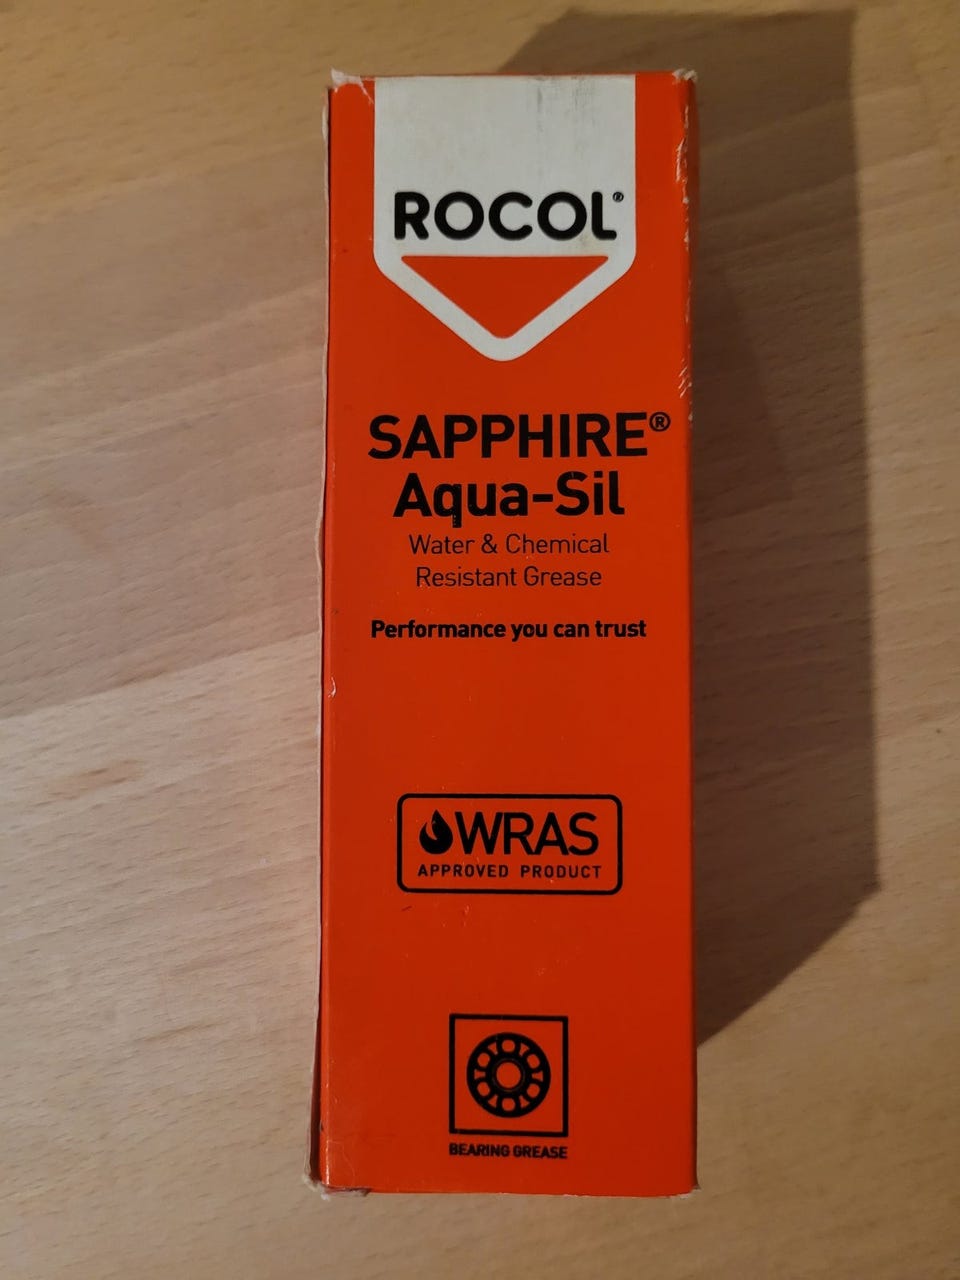 ROCOL®
SAPPHIRE®
Aqua-Sil
Water & Chemical
Resistant Grease
Performance you can trust
WRAS
APPROVED PRODUCT
BEARING GREASE